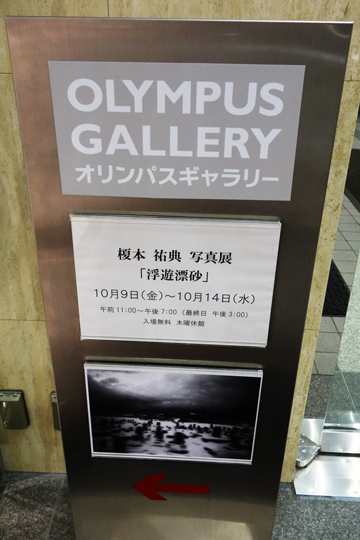 OLYMPUS
GALLERY
オリンパスギャラリー
榎本 祐典 写真展
「浮遊漂砂」
10月9日(金)～10月14日(水)
午前11:00～午後7:00 (最終日 午後3:00)
入場無料 木曜休館